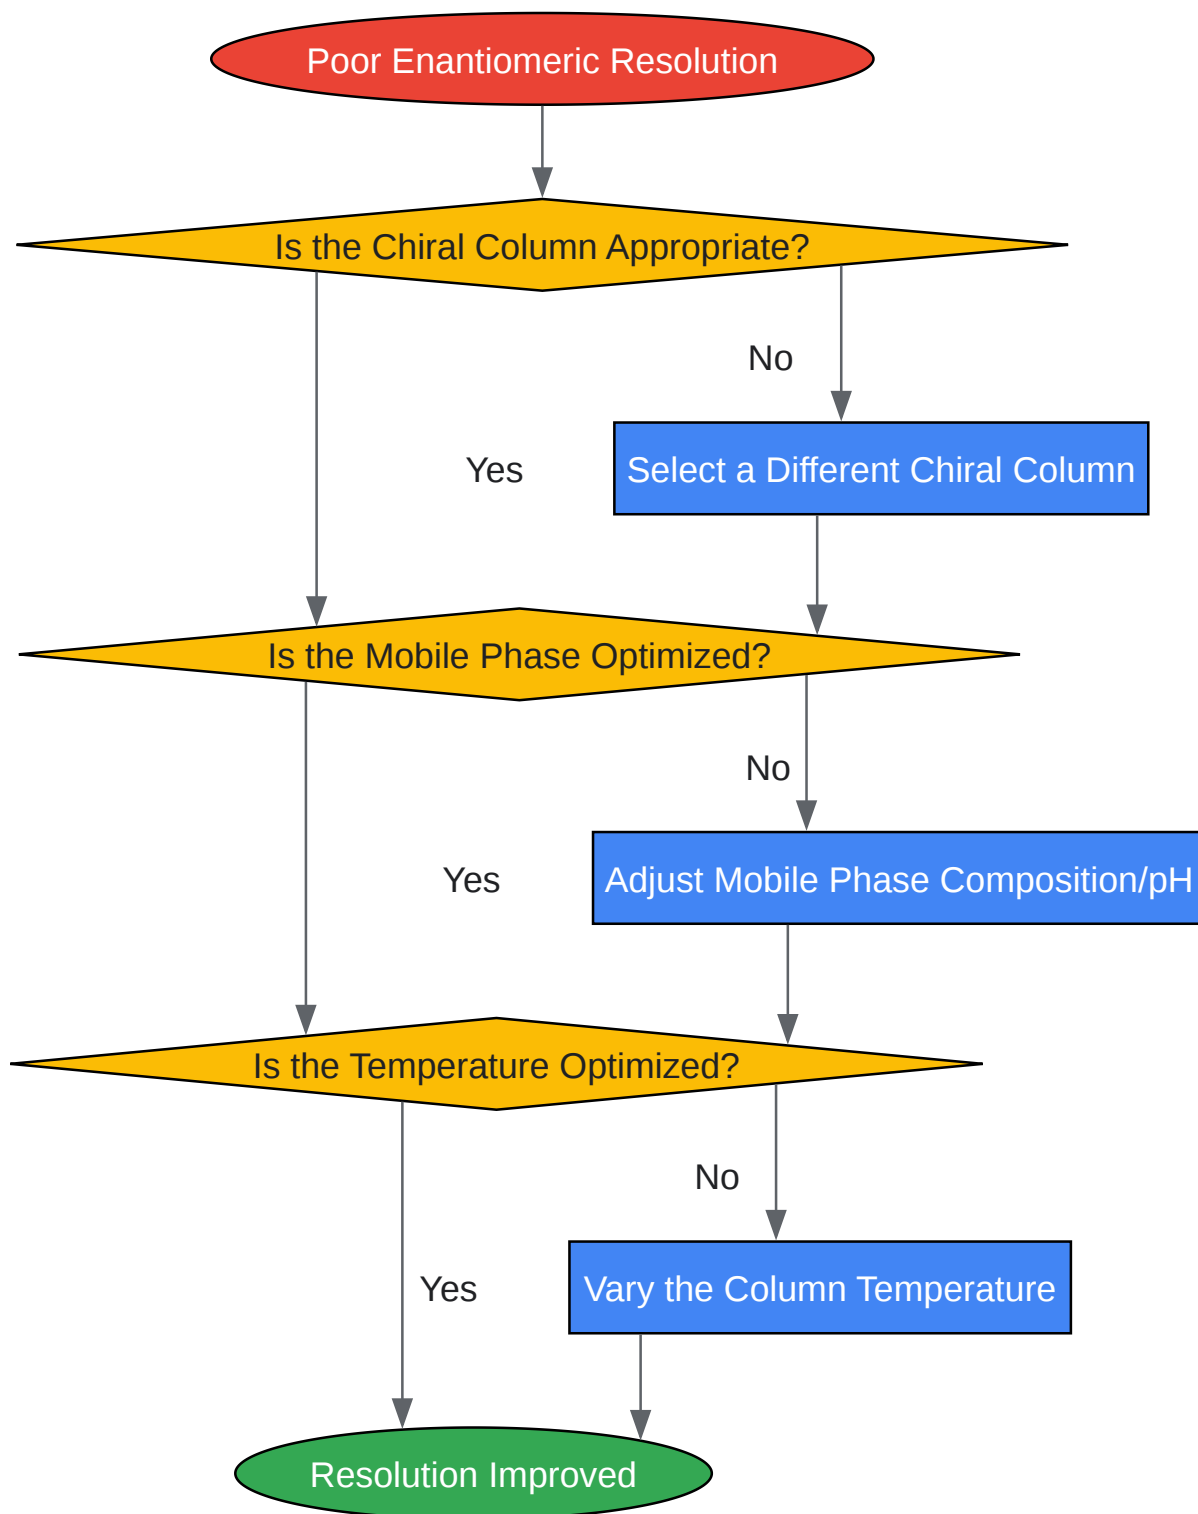 Poor Enantiomeric Resolution
Is the Chiral Column Appropriate?
No
Yes
Select a Different Chiral Column
Is the Mobile Phase Optimized?
No
Yes
Adjust Mobile Phase Composition/pH
Is the Temperature Optimized?
No
Yes
Vary the Column Temperature
Resolution Improved